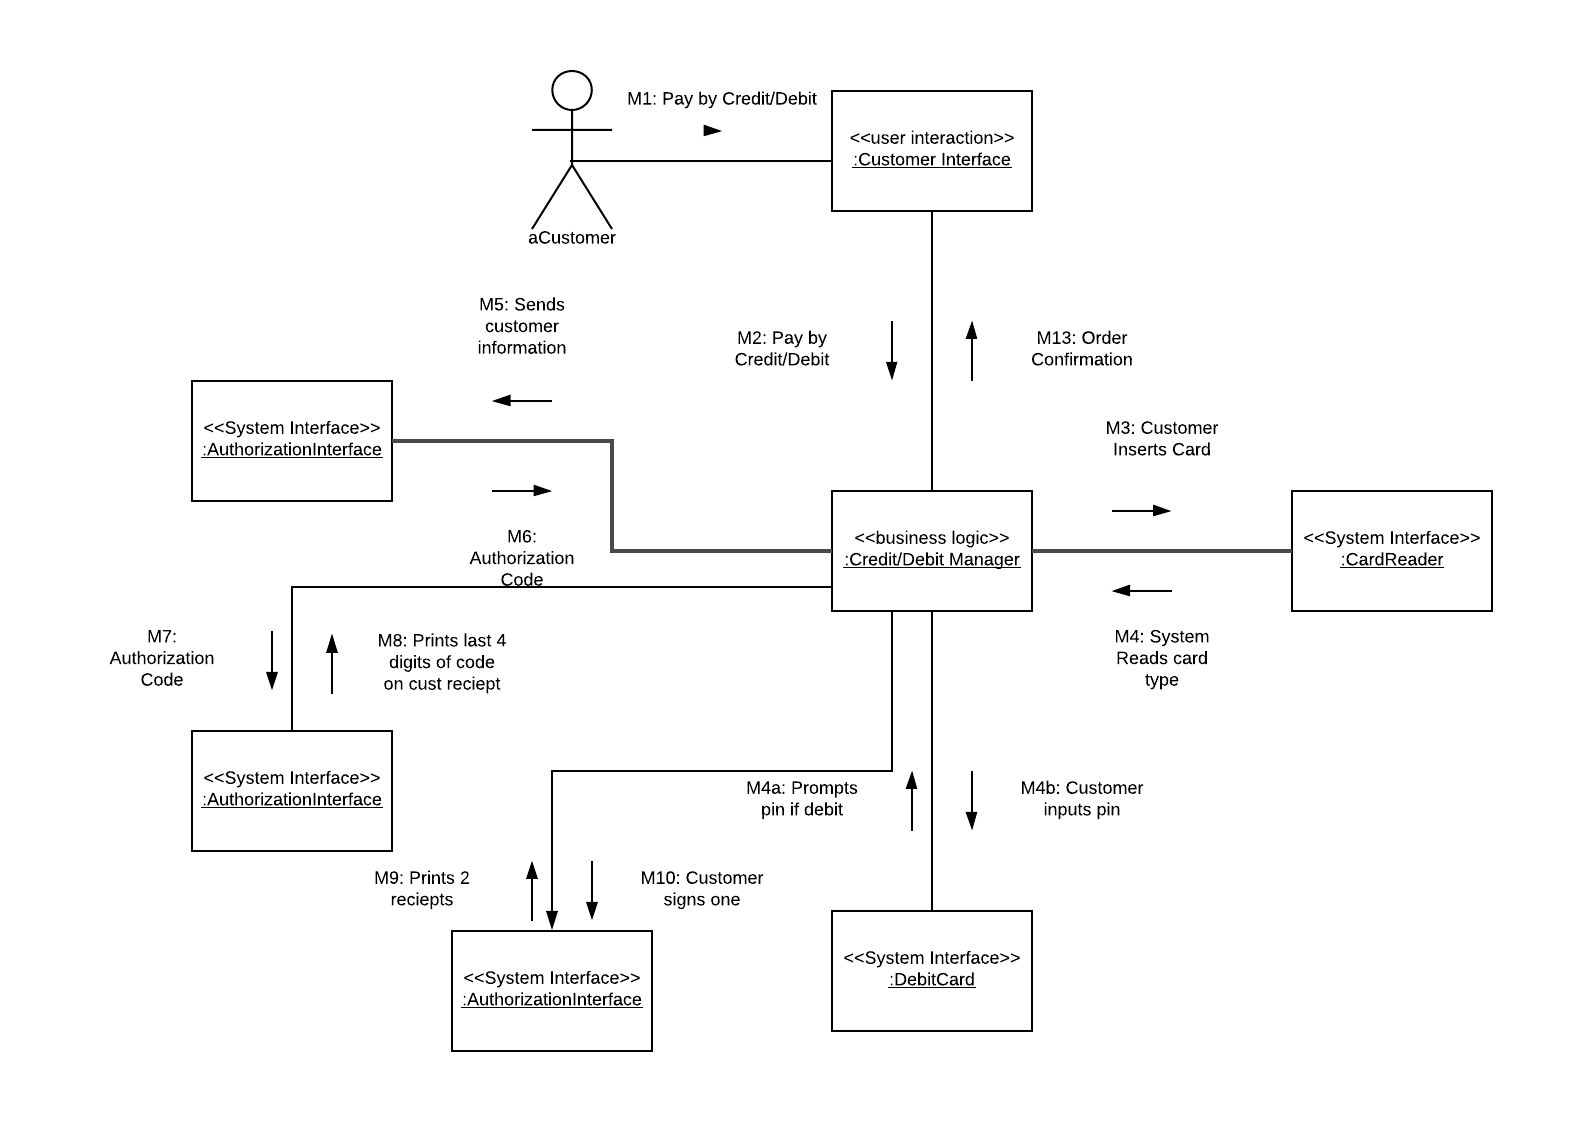 M1: Pay by Credit/Debit
<<user interaction>>
:Customer Interface
aCustomer
M5: Sends
customer
information
M2: Pay by
Credit/Debit
M13: Order
Confirmation
<<System Interface>>
:AuthorizationInterface
M3: Customer
Inserts Card
M6:
Authorization
Code
<<business logic>>
:Credit/Debit Manager
<<System Interface>>
:CardReader
M7:
Authorization
Code
M8: Prints last 4
digits of code
on cust reciept
M4: System
Reads card
type
<<System Interface>>
:AuthorizationInterface
M4a: Prompts
pin if debit
M4b: Customer
inputs pin
M9: Prints 2
reciepts
M10: Customer
signs one
<<System Interface>>
:AuthorizationInterface
<<System Interface>>
:DebitCard